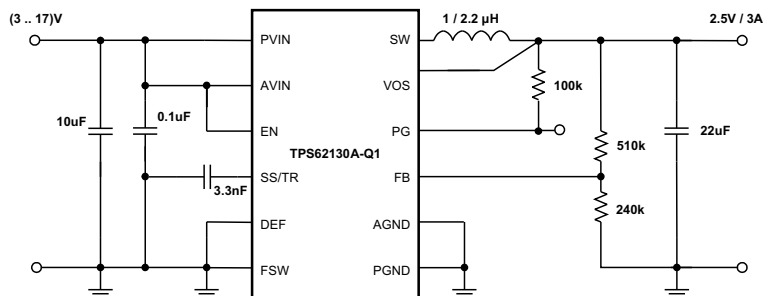 (3 .. 17)V
1 / 2.2 µH
2.5V / 3A
PVIN
SW
AVIN
VOS
100k
10uF
0.1uF
EN
PG
TPS62130A-Q1
510k
22uF
3.3nF
SS/TR
FB
240k
DEF
AGND
FSW
PGND